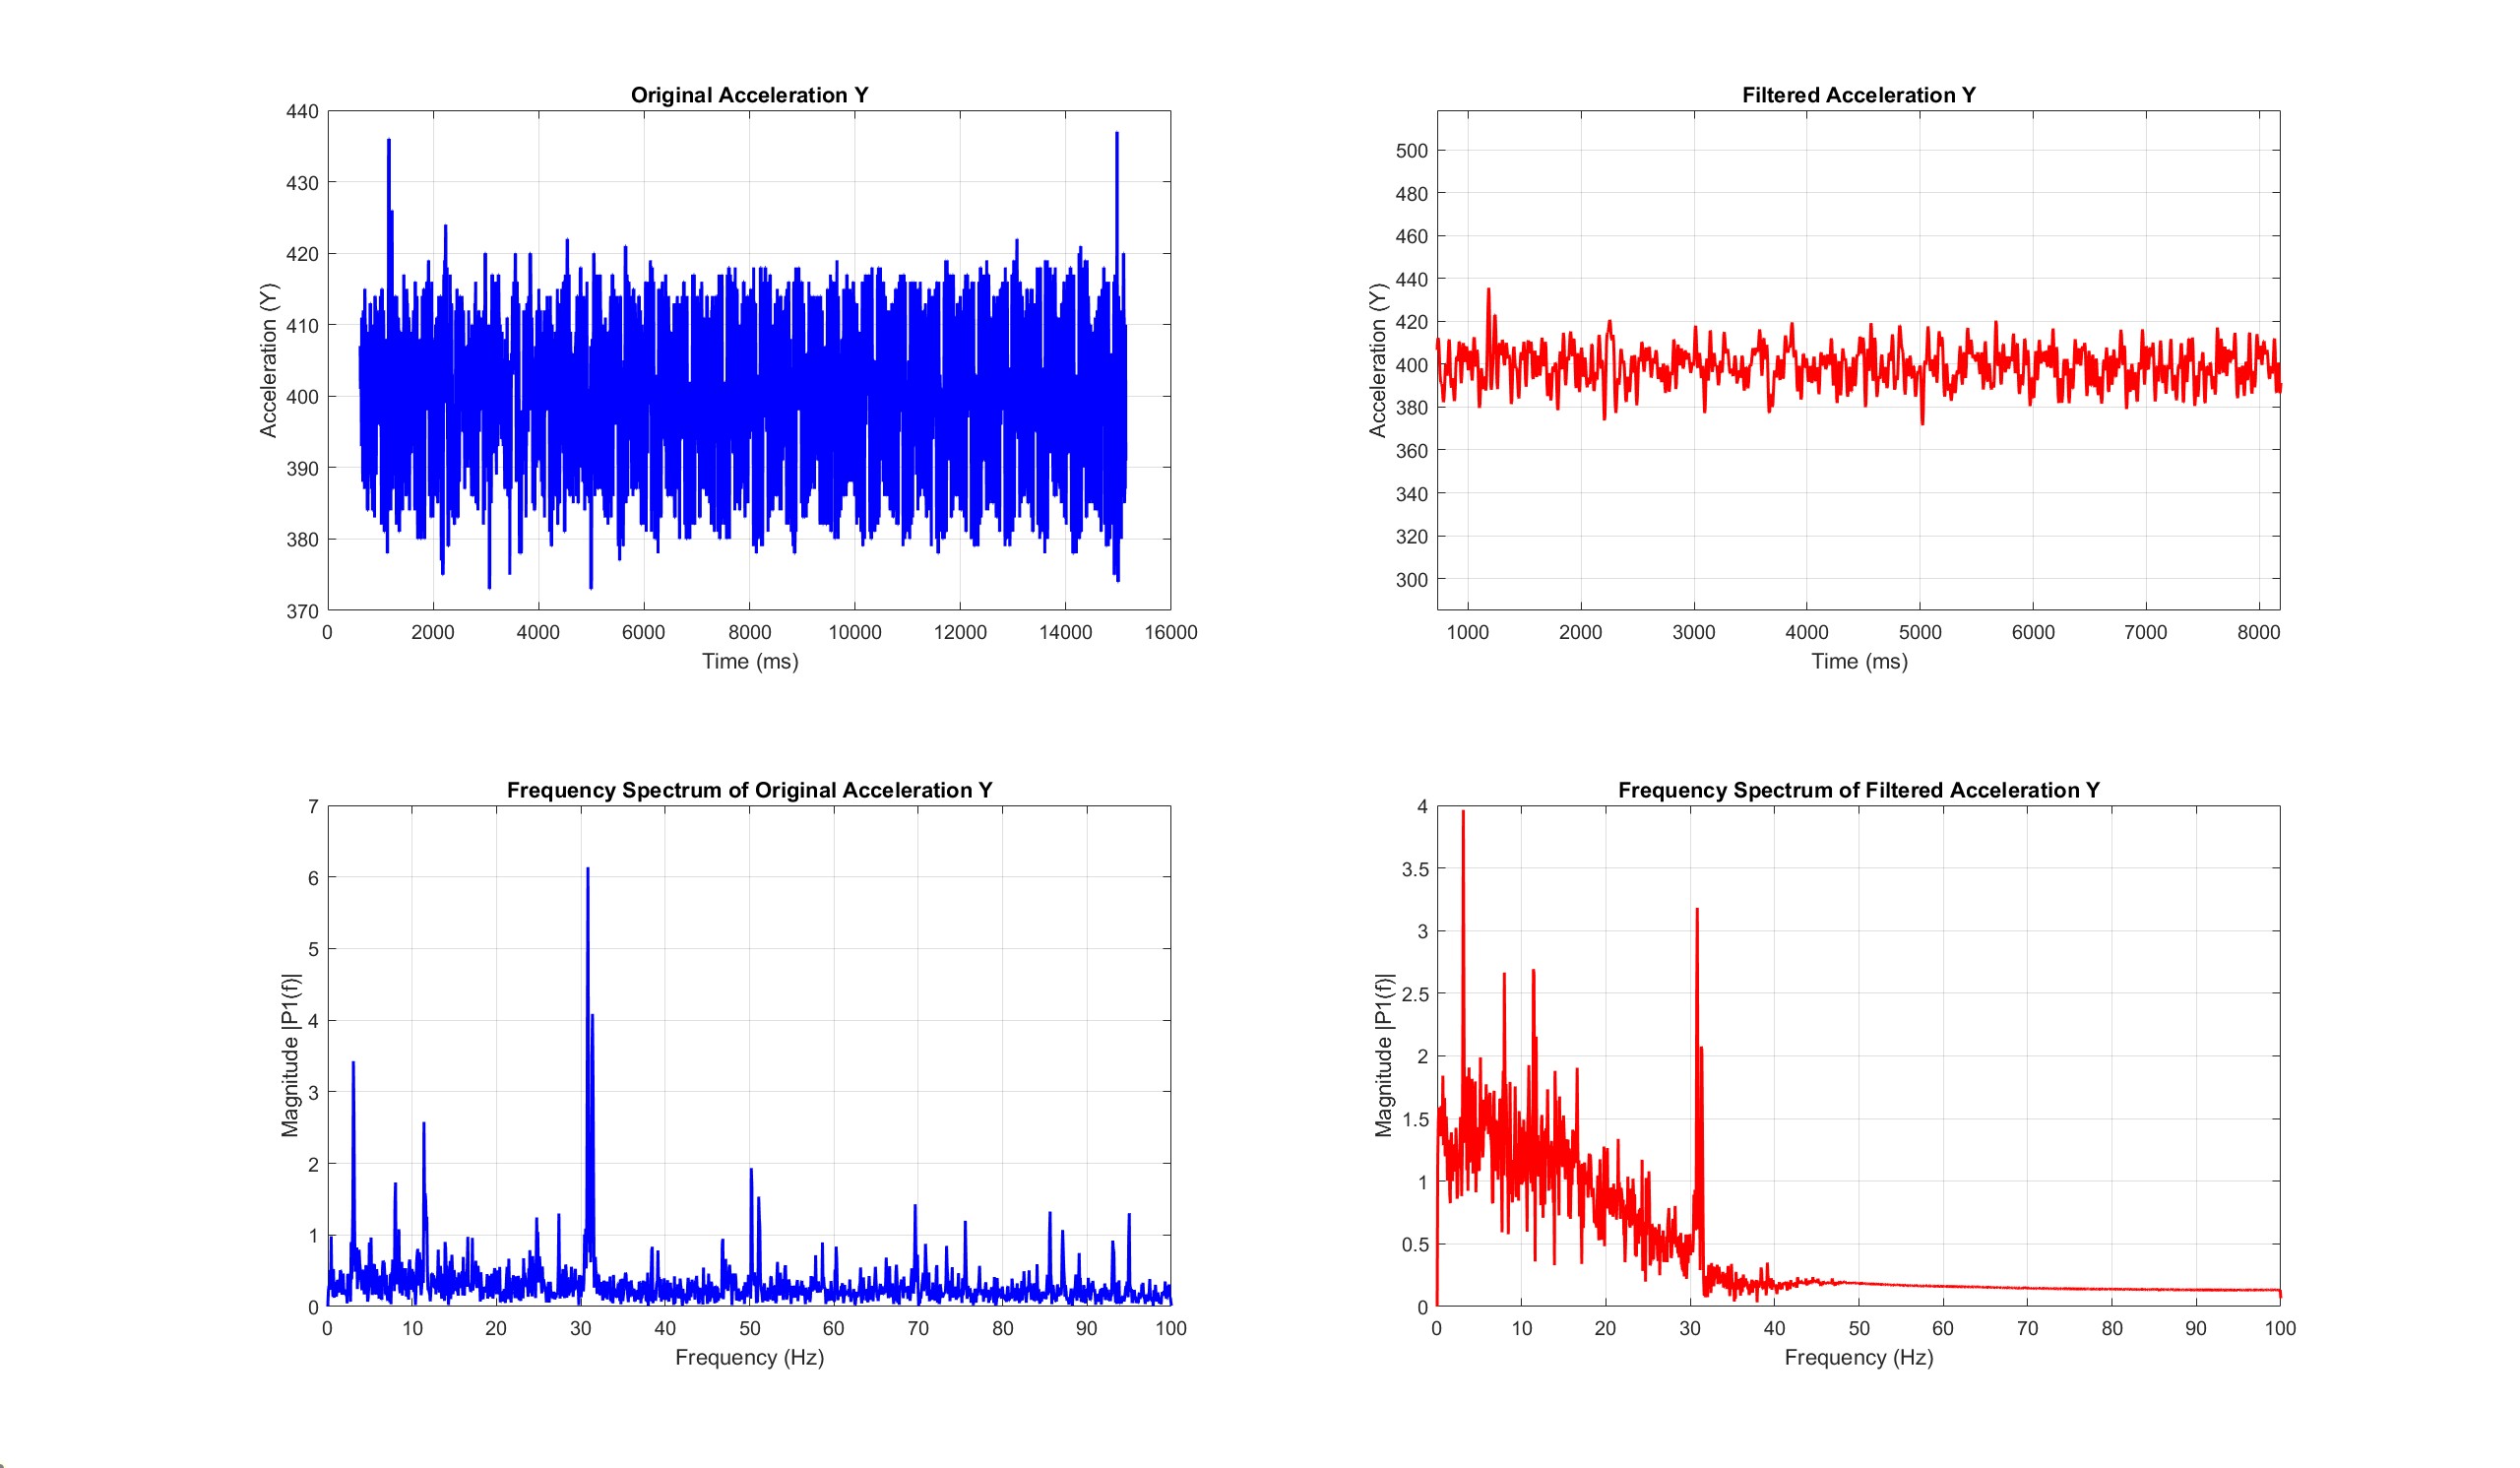 Original Acceleration Y
440
430
420
410
400
390
380
370
Acceleration (Y)
0 2000 4000 6000 8000 10000 12000 14000 16000
Time (ms)
Filtered Acceleration Y
500
480
460
440
420
400
380
360
340
320
300
Acceleration (Y)
1000 2000 3000 4000 5000 6000 7000 8000
Time (ms)
Frequency Spectrum of Original Acceleration Y
7
6
5
4
3
2
1
0
Magnitude |P1(f)|
0 10 20 30 40 50 60 70 80 90 100
Frequency (Hz)
Frequency Spectrum of Filtered Acceleration Y
4
3.5
3
2.5
2
1.5
1
0.5
0
Magnitude |P1(f)|
0 10 20 30 40 50 60 70 80 90 100
Frequency (Hz)